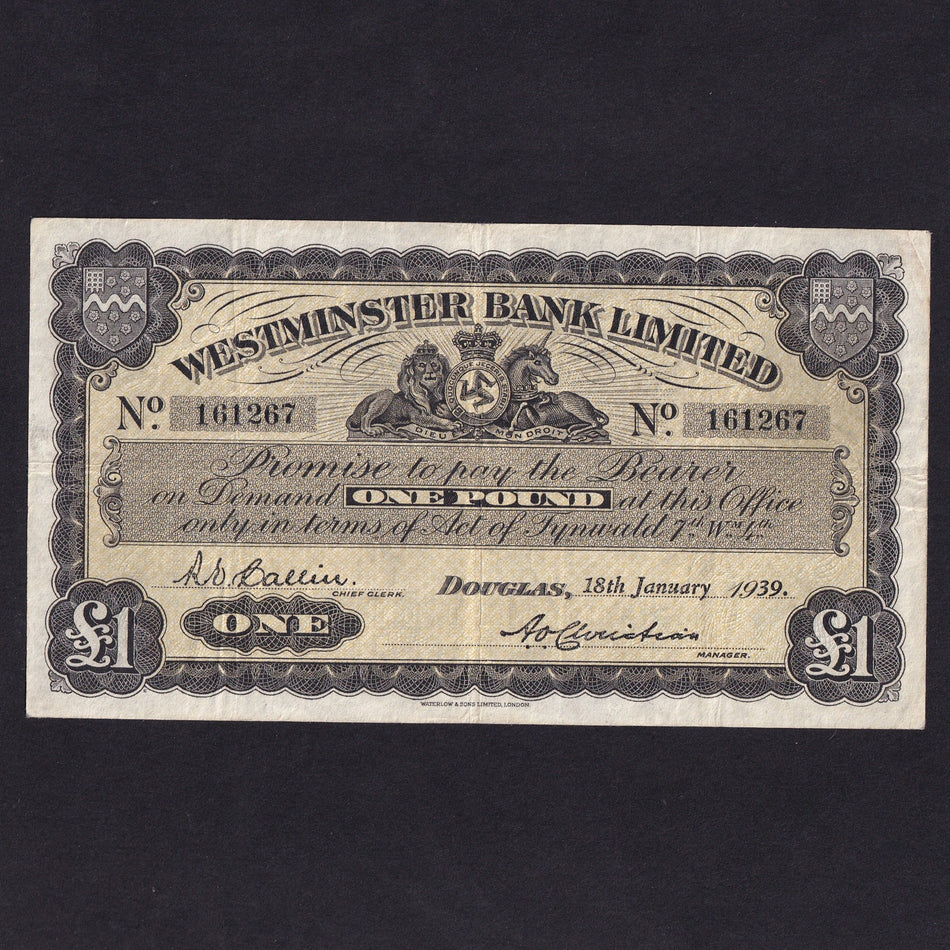 WESTMINSTER BANK LIMITED
DIEU ET MON DROIT
No. 161267 No. 161267
Promise to pay the Bearer
on Demand ONE POUND at this Office
only in terms of Act of Tynwald 7th Wm 4th
CHIEF CLERK.
DOUGLAS, 18th January 1939.
ONE
MANAGER.
£1 £1
WATERLOW & SONS LIMITED, LONDON.